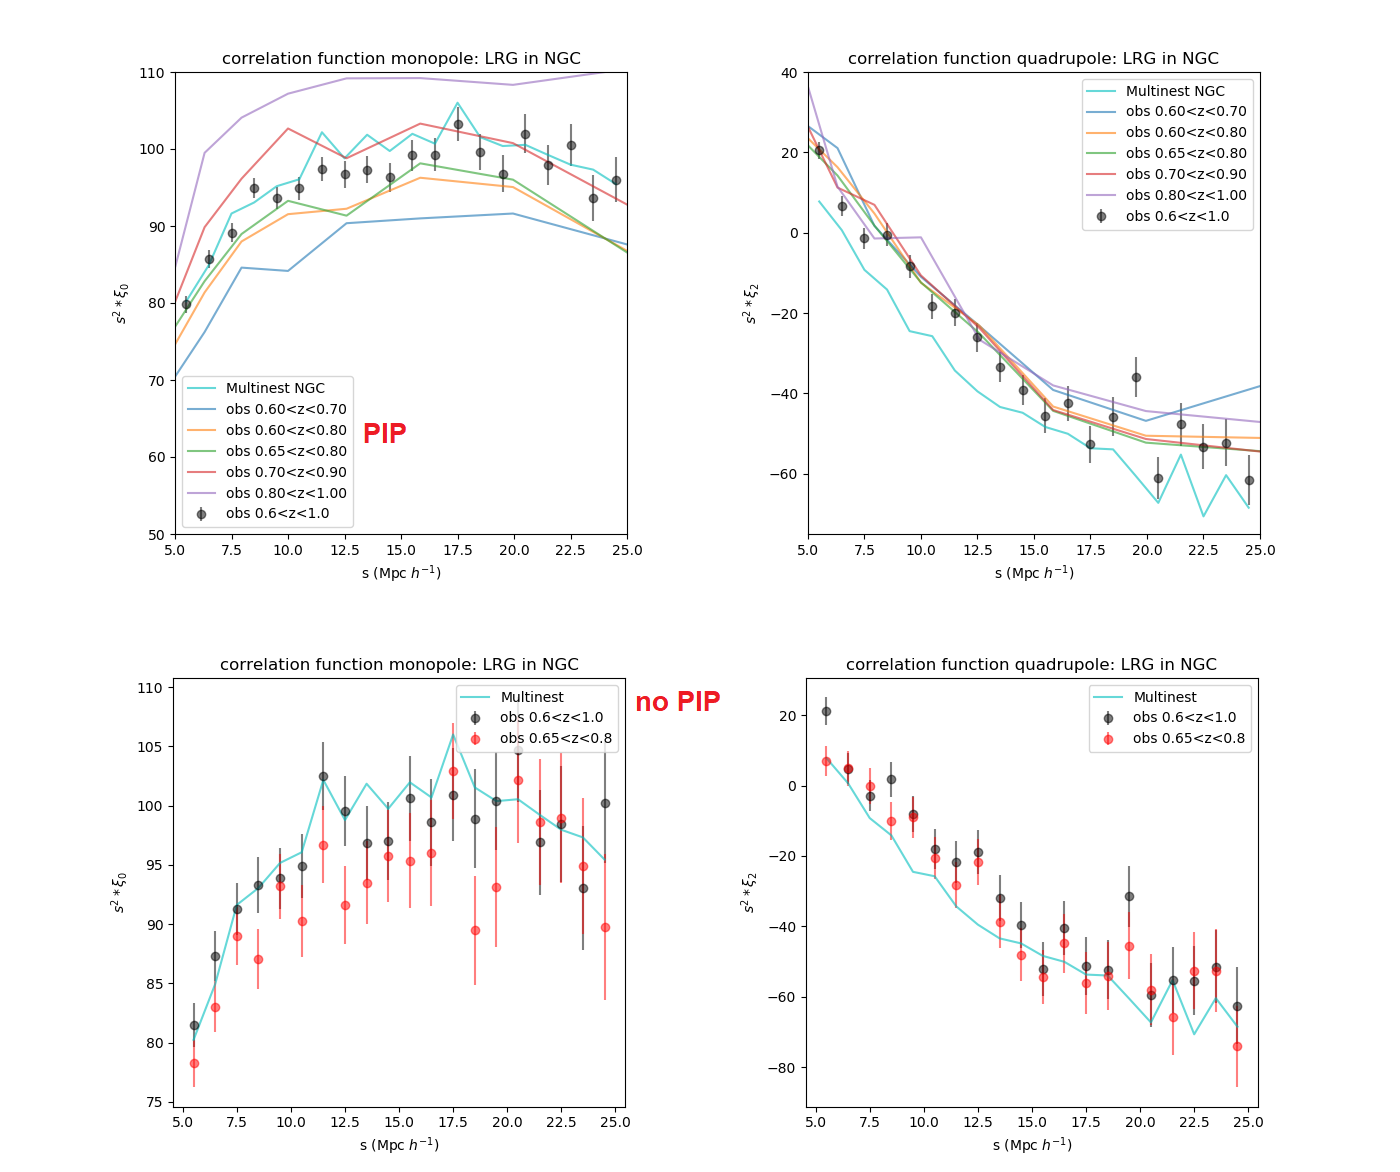 correlation function monopole: LRG in NGC
110
100
90
80
70
60
50
s² * ξ₀
Multinest NGC
obs 0.60<z<0.70
obs 0.60<z<0.80
obs 0.65<z<0.80
obs 0.70<z<0.90
obs 0.80<z<1.00
obs 0.6<z<1.0
PIP
5.0 7.5 10.0 12.5 15.0 17.5 20.0 22.5 25.0
s (Mpc h⁻¹)
correlation function quadrupole: LRG in NGC
40
20
0
−20
−40
−60
s² * ξ₂
Multinest NGC
obs 0.60<z<0.70
obs 0.60<z<0.80
obs 0.65<z<0.80
obs 0.70<z<0.90
obs 0.80<z<1.00
obs 0.6<z<1.0
5.0 7.5 10.0 12.5 15.0 17.5 20.0 22.5 25.0
s (Mpc h⁻¹)
correlation function monopole: LRG in NGC
110
105
100
95
90
85
80
75
s² * ξ₀
Multinest
obs 0.6<z<1.0
obs 0.65<z<0.8
no PIP
5.0 7.5 10.0 12.5 15.0 17.5 20.0 22.5 25.0
s (Mpc h⁻¹)
correlation function quadrupole: LRG in NGC
20
0
−20
−40
−60
−80
s² * ξ₂
Multinest
obs 0.6<z<1.0
obs 0.65<z<0.8
5.0 7.5 10.0 12.5 15.0 17.5 20.0 22.5 25.0
s (Mpc h⁻¹)